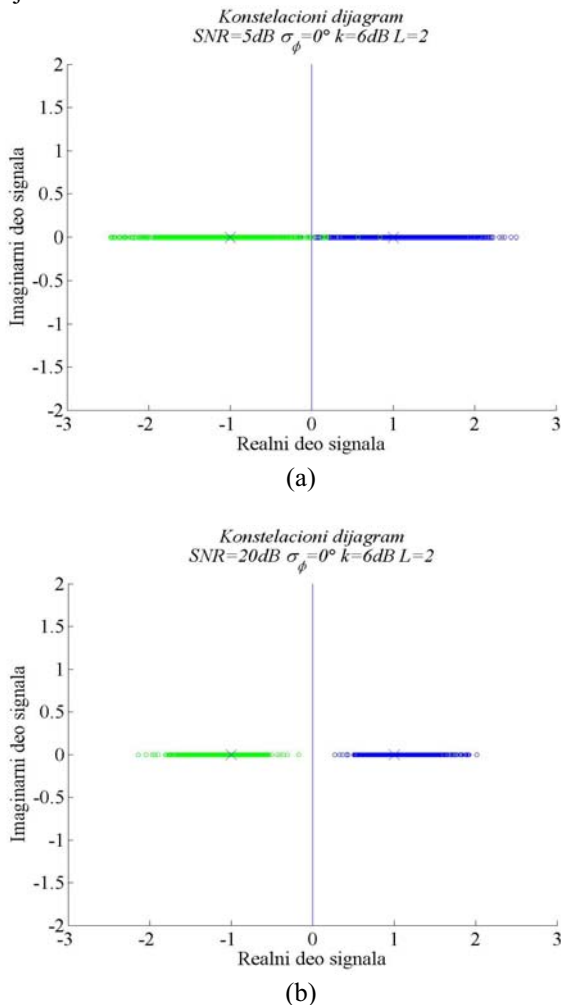 Konstelacioni dijagram
SNR=5dB σϕ=0° k=6dB L=2
2
1.5
1
0.5
0
-0.5
-1
-1.5
-2
Imaginarni deo signala
-3 -2 -1 0 1 2 3
Realni deo signala
(a)
Konstelacioni dijagram
SNR=20dB σϕ=0° k=6dB L=2
2
1.5
1
0.5
0
-0.5
-1
-1.5
-2
Imaginarni deo signala
-3 -2 -1 0 1 2 3
Realni deo signala
(b)